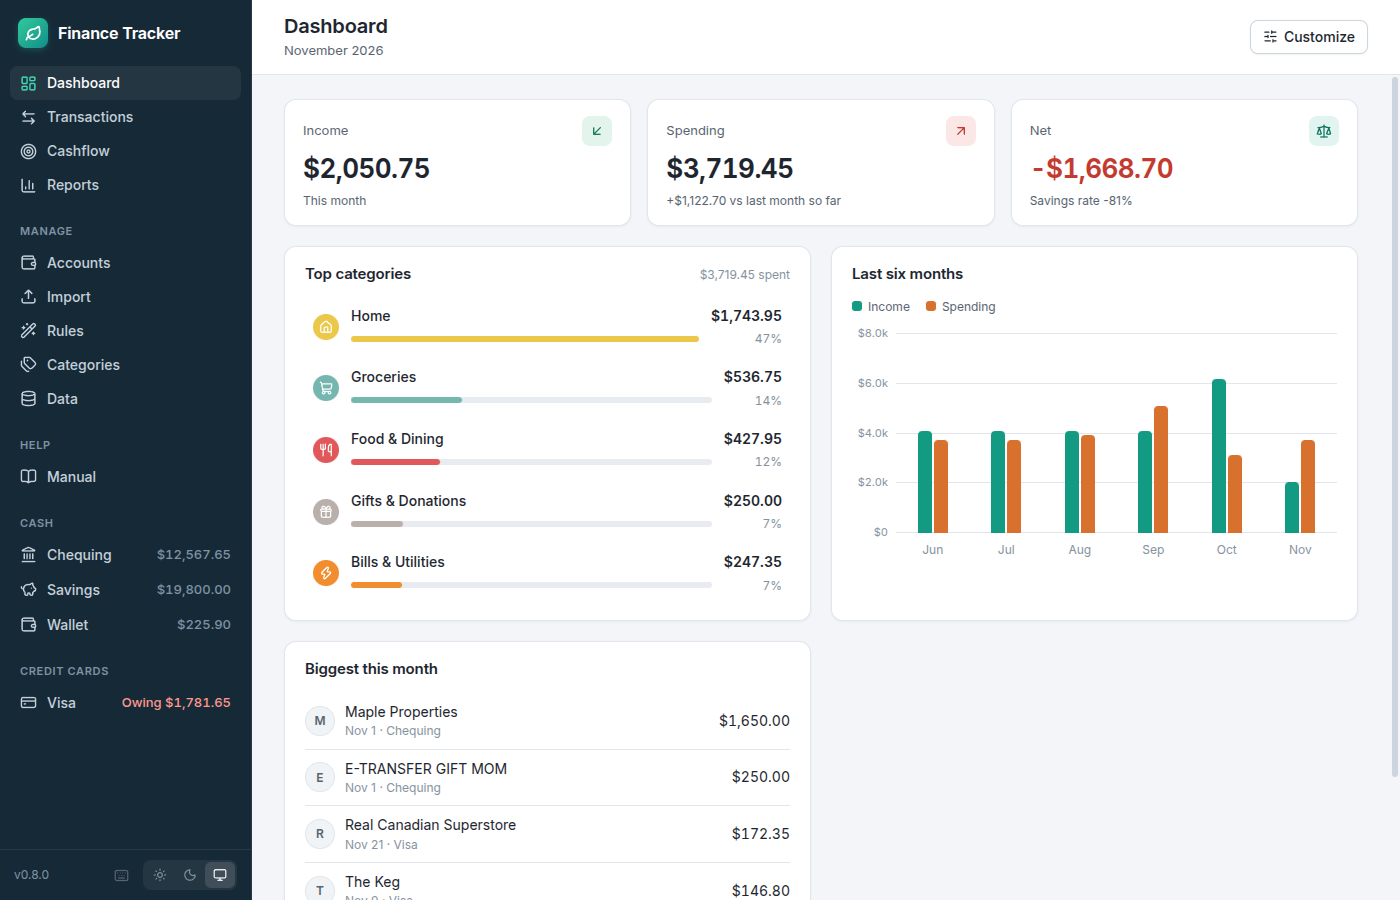 Finance Tracker
Dashboard
Transactions
Cashflow
Reports
MANAGE
Accounts
Import
Rules
Categories
Data
HELP
Manual
CASH
Chequing $12,567.65
Savings $19,800.00
Wallet $225.90
CREDIT CARDS
Visa Owing $1,781.65
v0.8.0
Dashboard
November 2026
Customize
Income
$2,050.75
This month
Spending
$3,719.45
+$1,122.70 vs last month so far
Net
-$1,668.70
Savings rate -81%
Top categories $3,719.45 spent
Home $1,743.95
47%
Groceries $536.75
14%
Food & Dining $427.95
12%
Gifts & Donations $250.00
7%
Bills & Utilities $247.35
7%
Last six months
Income Spending
$8.0k
$6.0k
$4.0k
$2.0k
$0
Jun Jul Aug Sep Oct Nov
Biggest this month
M Maple Properties $1,650.00
Nov 1 · Chequing
E E-TRANSFER GIFT MOM $250.00
Nov 1 · Chequing
R Real Canadian Superstore $172.35
Nov 21 · Visa
T The Keg $146.80